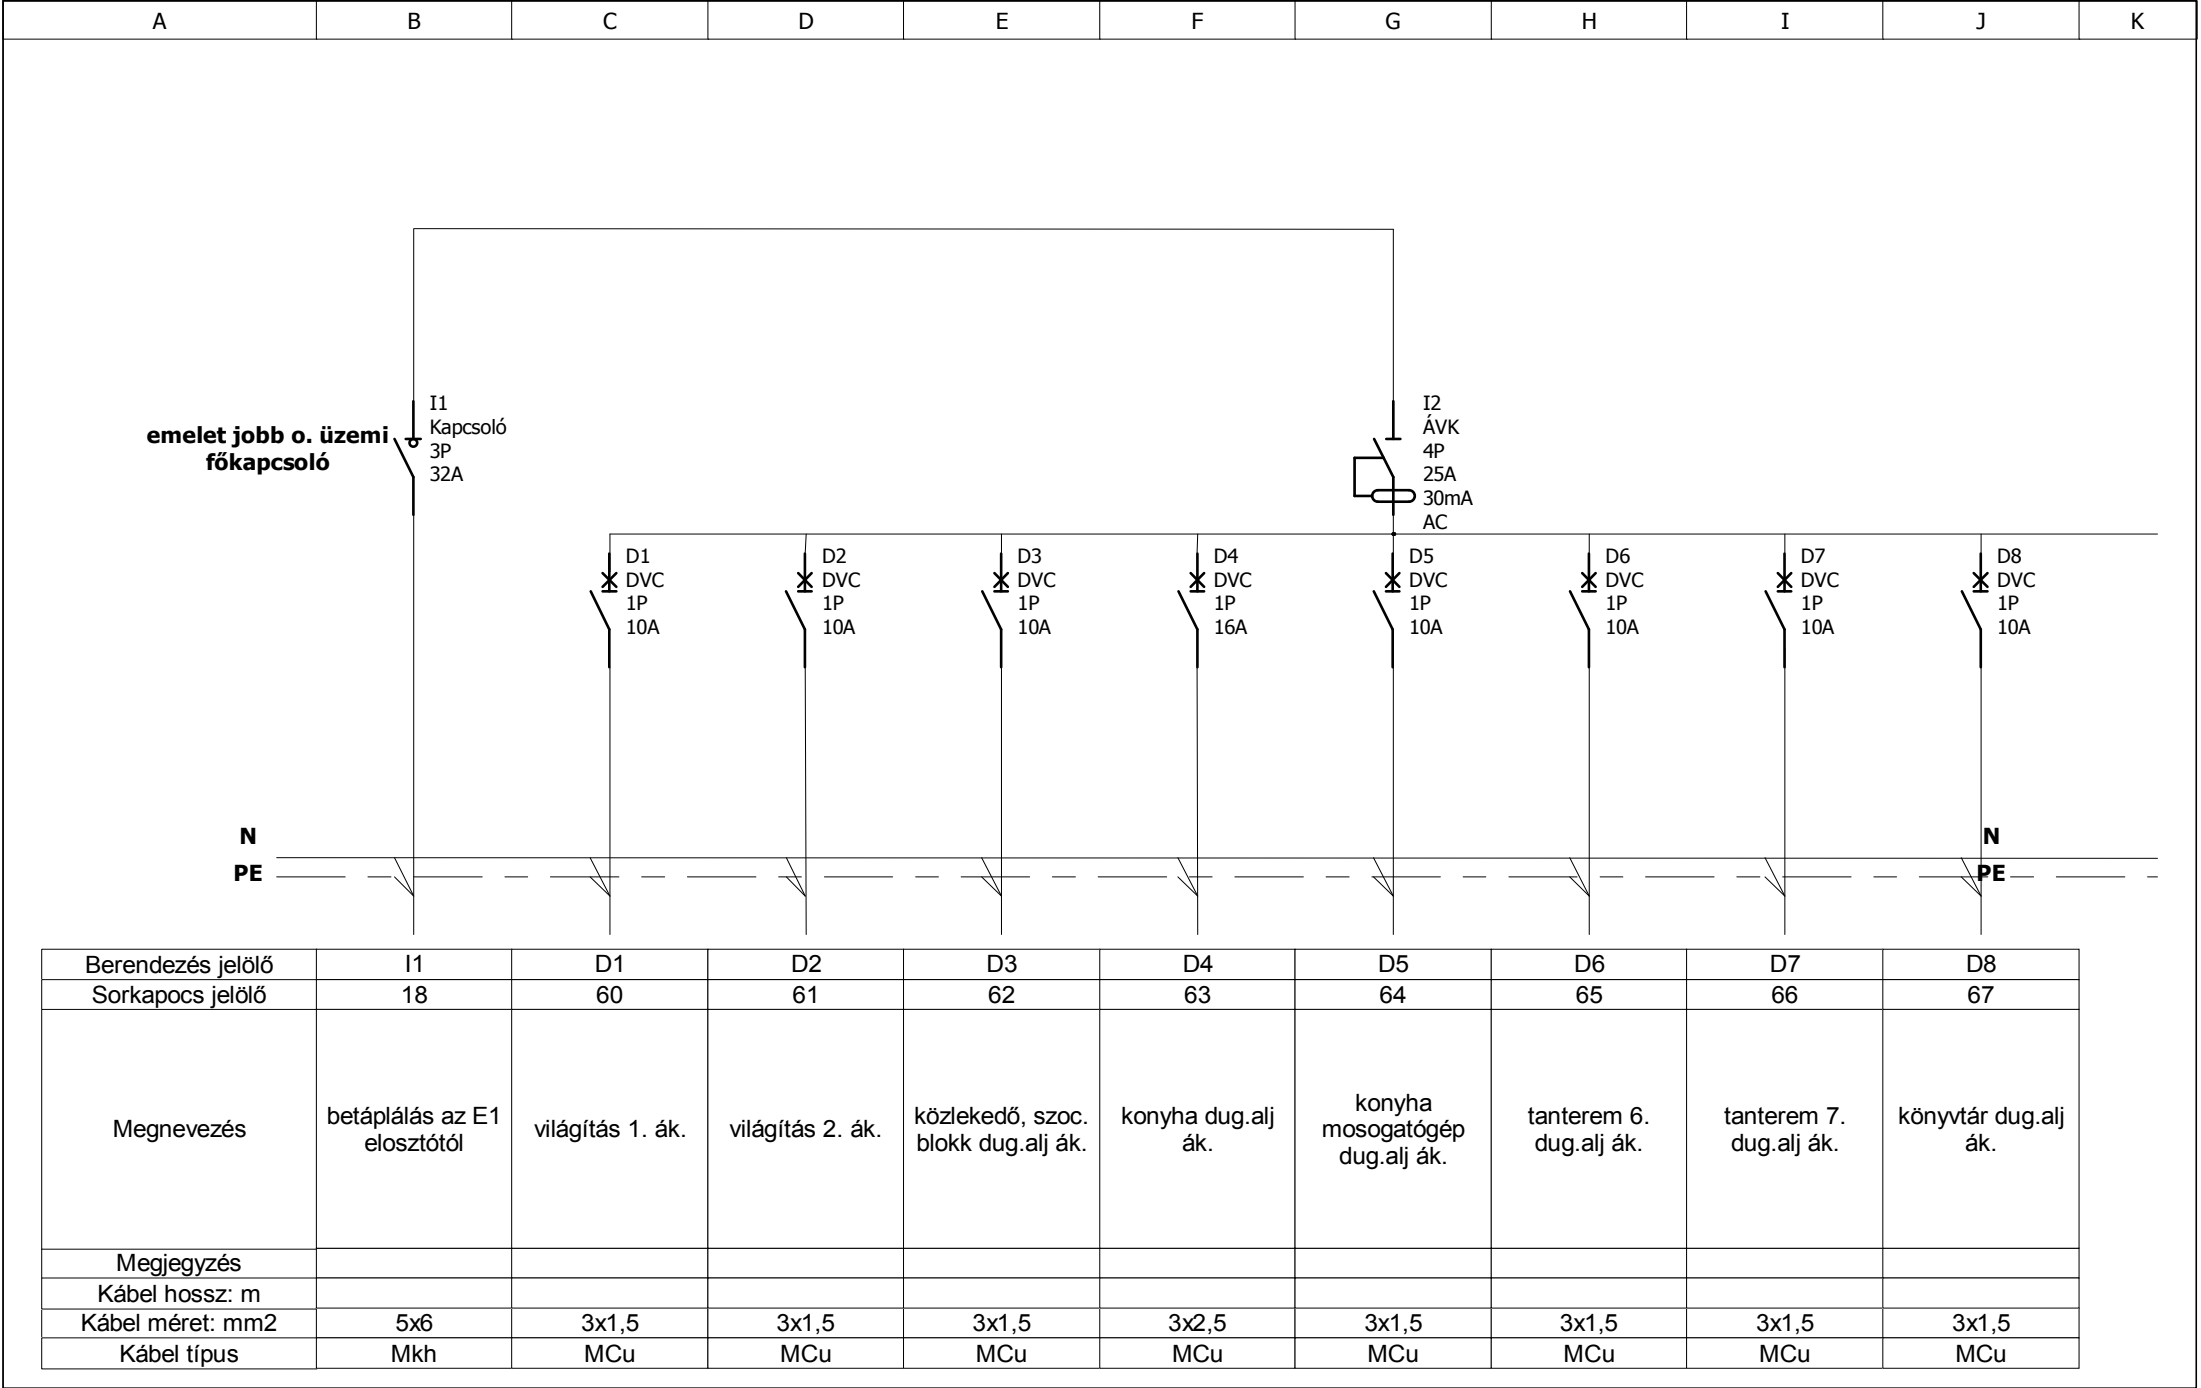 A B C D E F G H I J K
emelet jobb o. üzemi
főkapcsoló
I1
Kapcsoló
3P
32A
I2
ÁVK
4P
25A
30mA
AC
D1
DVC
1P
10A
D2
DVC
1P
10A
D3
DVC
1P
10A
D4
DVC
1P
16A
D5
DVC
1P
10A
D6
DVC
1P
10A
D7
DVC
1P
10A
D8
DVC
1P
10A
N N
PE PE
Berendezés jelölő I1 D1 D2 D3 D4 D5 D6 D7 D8
Sorkapocs jelölő 18 60 61 62 63 64 65 66 67
Megnevezés
betáplálás az E1
elosztótól
világítás 1. ák.
világítás 2. ák.
közlekedő, szoc.
blokk dug.alj ák.
konyha dug.alj
ák.
konyha
mosogatógép
dug.alj ák.
tanterem 6.
dug.alj ák.
tanterem 7.
dug.alj ák.
könyvtár dug.alj
ák.
Megjegyzés
Kábel hossz: m
Kábel méret: mm2 5x6 3x1,5 3x1,5 3x1,5 3x2,5 3x1,5 3x1,5 3x1,5 3x1,5
Kábel típus Mkh MCu MCu MCu MCu MCu MCu MCu MCu